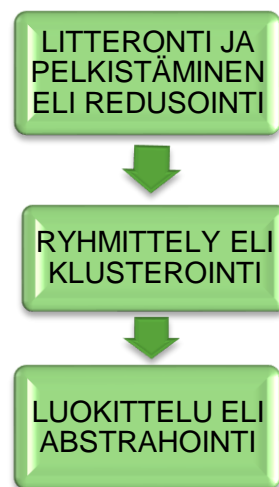 LITTERONTI JA
PELKISTÄMINEN
ELI REDUSOINTI
RYHMITTELY ELI
KLUSTEROINTI
LUOKITTELU ELI
ABSTRAHOINTI